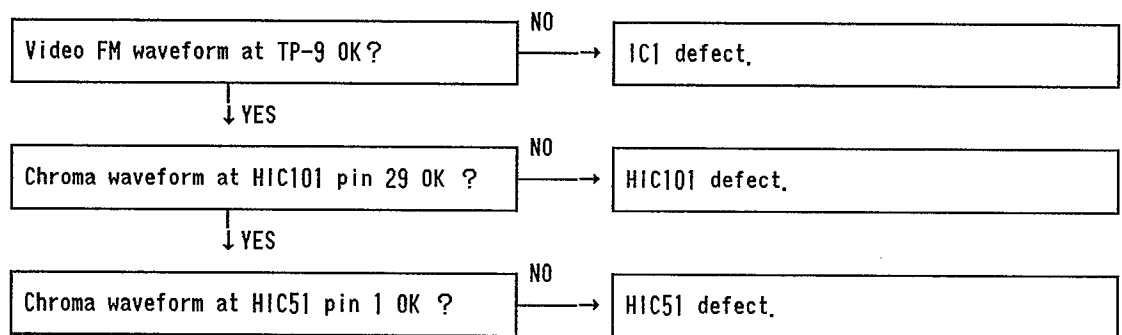 NO
Video FM waveform at TP-9 OK?
IC1 defect.
YES
NO
Chroma waveform at HIC101 pin 29 OK ?
HIC101 defect.
YES
NO
Chroma waveform at HIC51 pin 1 OK ?
HIC51 defect.